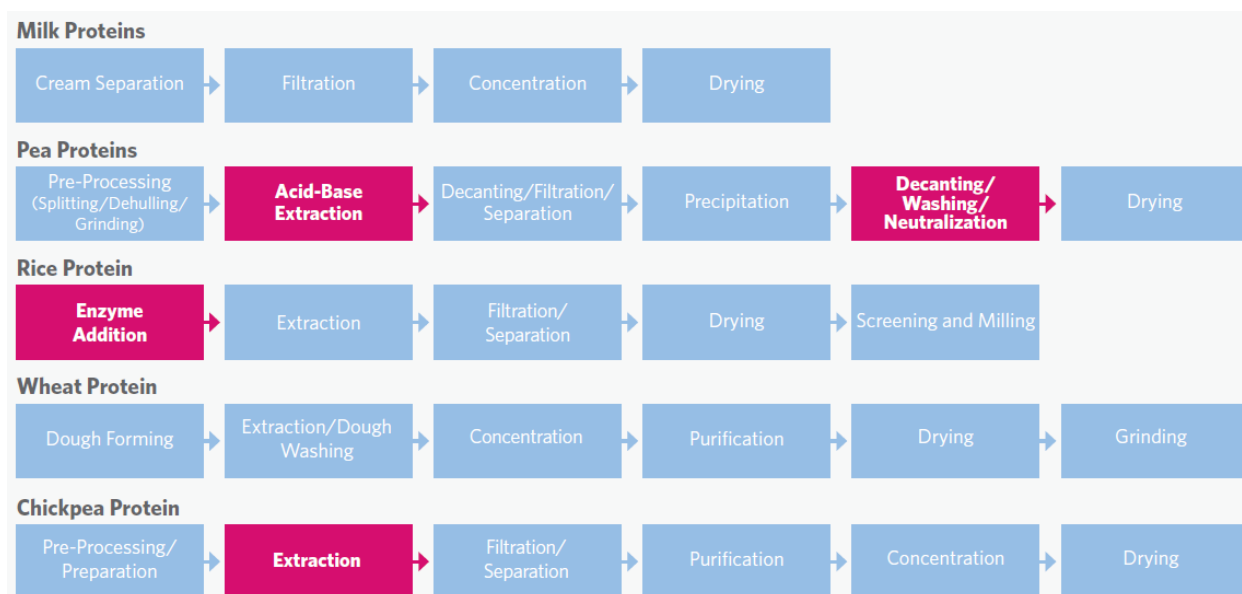 Milk Proteins
Cream Separation
Filtration
Concentration
Drying
Pea Proteins
Pre-Processing
(Splitting/Dehulling/
Grinding)
Acid-Base
Extraction
Decanting/Filtration/
Separation
Precipitation
Decanting/
Washing/
Neutralization
Drying
Rice Protein
Enzyme
Addition
Extraction
Filtration/
Separation
Drying
Screening and Milling
Wheat Protein
Dough Forming
Extraction/Dough
Washing
Concentration
Purification
Drying
Grinding
Chickpea Protein
Pre-Processing/
Preparation
Extraction
Filtration/
Separation
Purification
Concentration
Drying